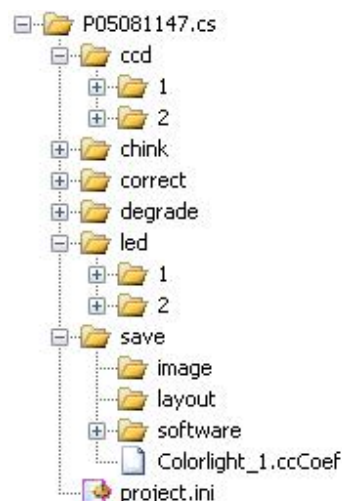 P05081147.cs
ccd
1
2
chink
correct
degrade
led
1
2
save
image
layout
software
Colorlight_1.ccCoef
project.ini